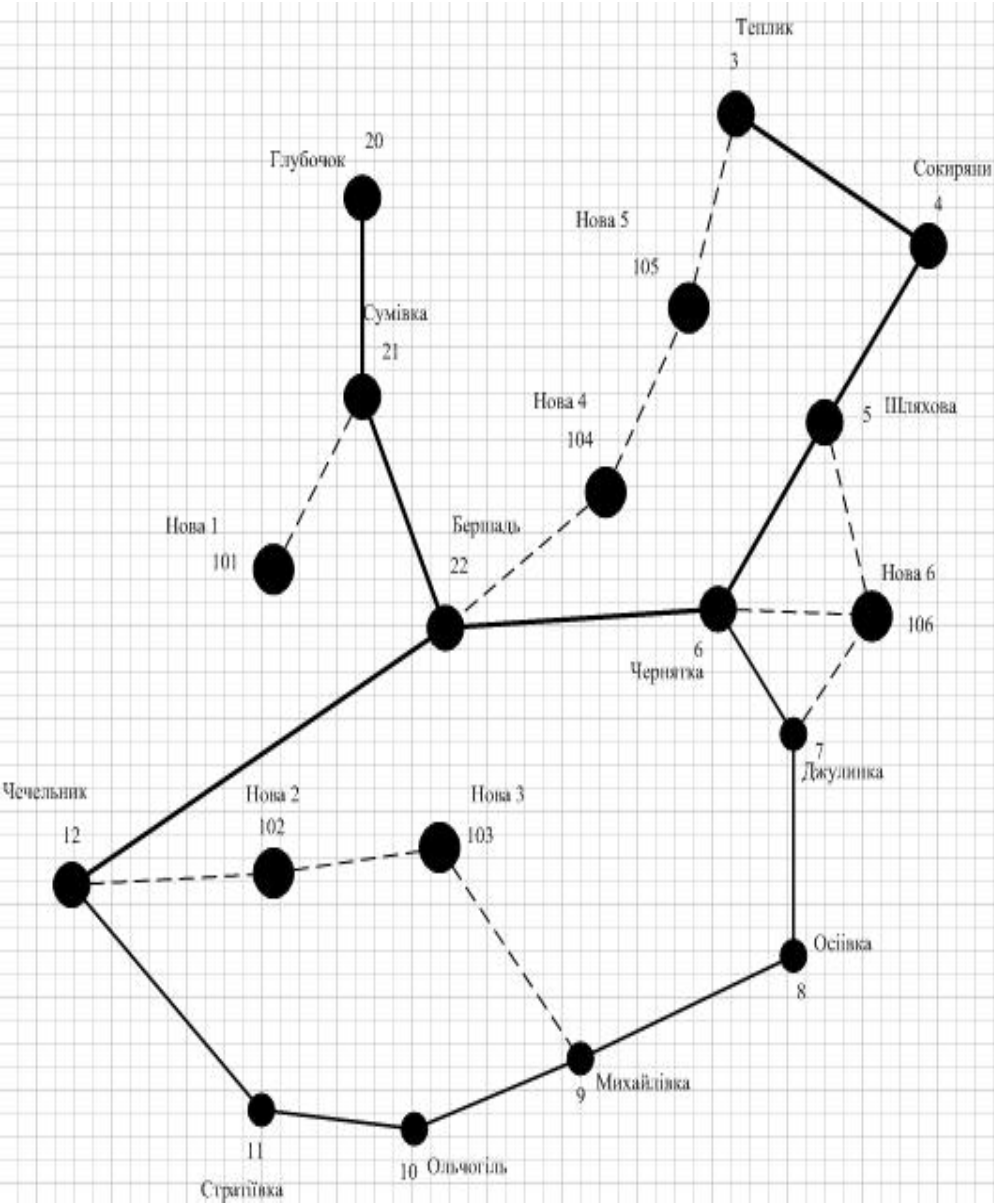 Теплик
3
20
Глубочок
Сокиряни
4
Нова 5
105
Сумівка
21
Нова 4
104
5
Шляхова
Нова 1
101
Бершадь
22
Нова 6
106
6
Чернятка
7
Джулинка
Чечельник
12
Нова 2
102
Нова 3
103
Осіївка
8
Михайлівка
9
11
Стратіївка
10
Ольчогіль